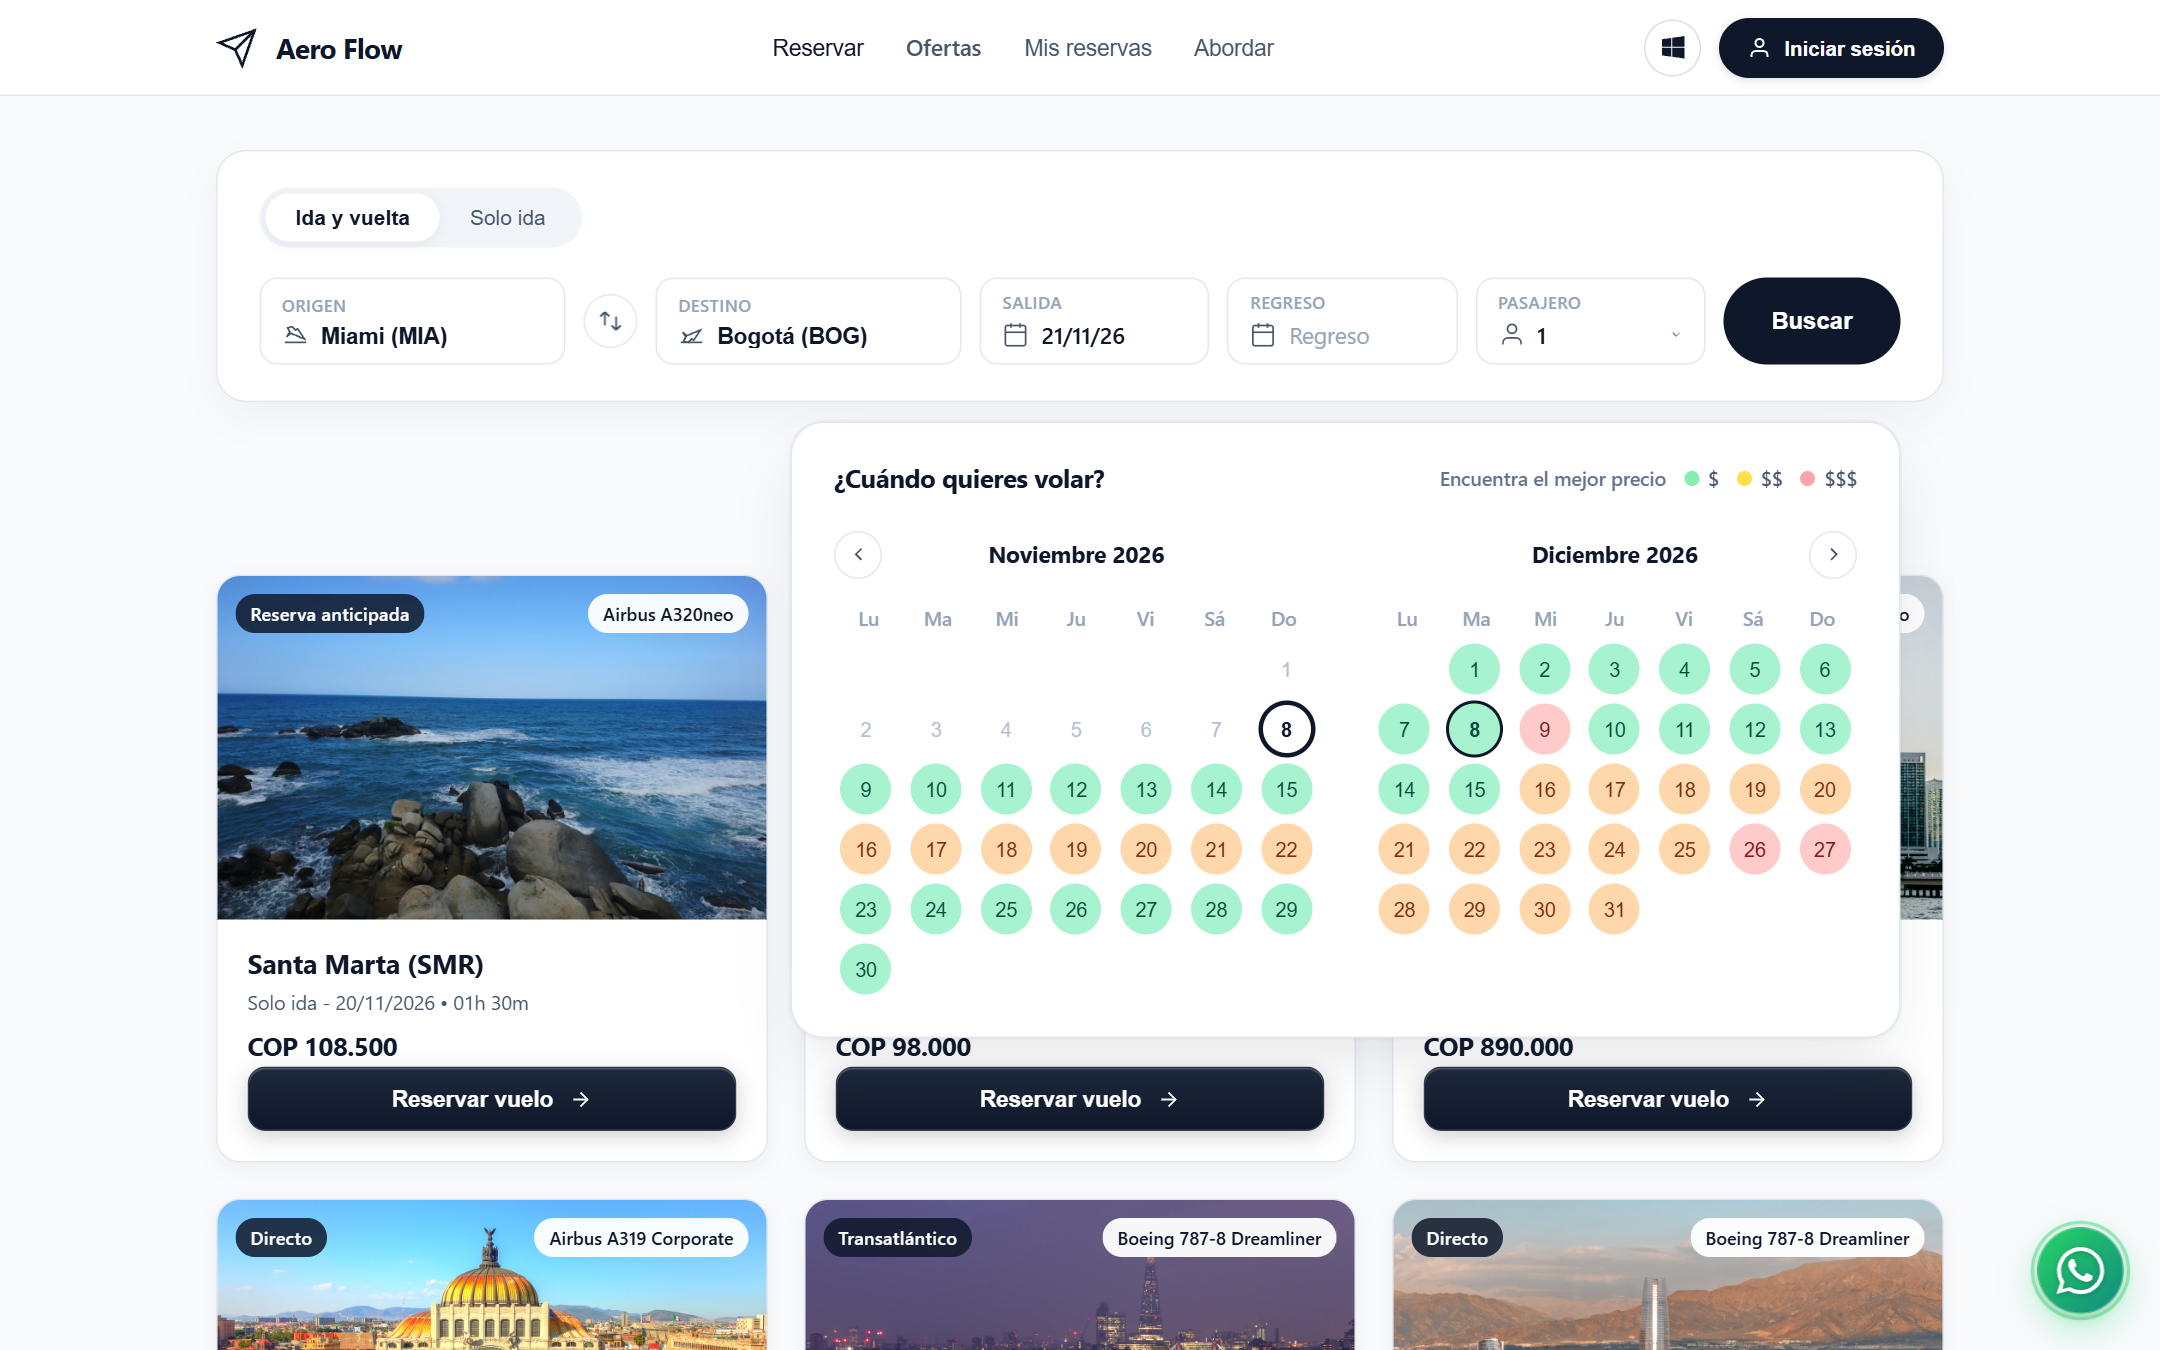 Aero Flow
Reservar
Ofertas
Mis reservas
Abordar
Iniciar sesión
Ida y vuelta
Solo ida
ORIGEN
Miami (MIA)
DESTINO
Bogotá (BOG)
SALIDA
21/11/26
REGRESO
Regreso
PASAJERO
1
Buscar
¿Cuándo quieres volar?
Encuentra el mejor precio $ $$ $$$
Noviembre 2026
Lu Ma Mi Ju Vi Sá Do
1
2 3 4 5 6 7 8
9 10 11 12 13 14 15
16 17 18 19 20 21 22
23 24 25 26 27 28 29
30
Diciembre 2026
Lu Ma Mi Ju Vi Sá Do
1 2 3 4 5 6
7 8 9 10 11 12 13
14 15 16 17 18 19 20
21 22 23 24 25 26 27
28 29 30 31
Reserva anticipada
Airbus A320neo
Santa Marta (SMR)
Solo ida - 20/11/2026 • 01h 30m
COP 108.500
Reservar vuelo
COP 98.000
Reservar vuelo
o
COP 890.000
Reservar vuelo
Directo
Airbus A319 Corporate
Transatlántico
Boeing 787-8 Dreamliner
Directo
Boeing 787-8 Dreamliner